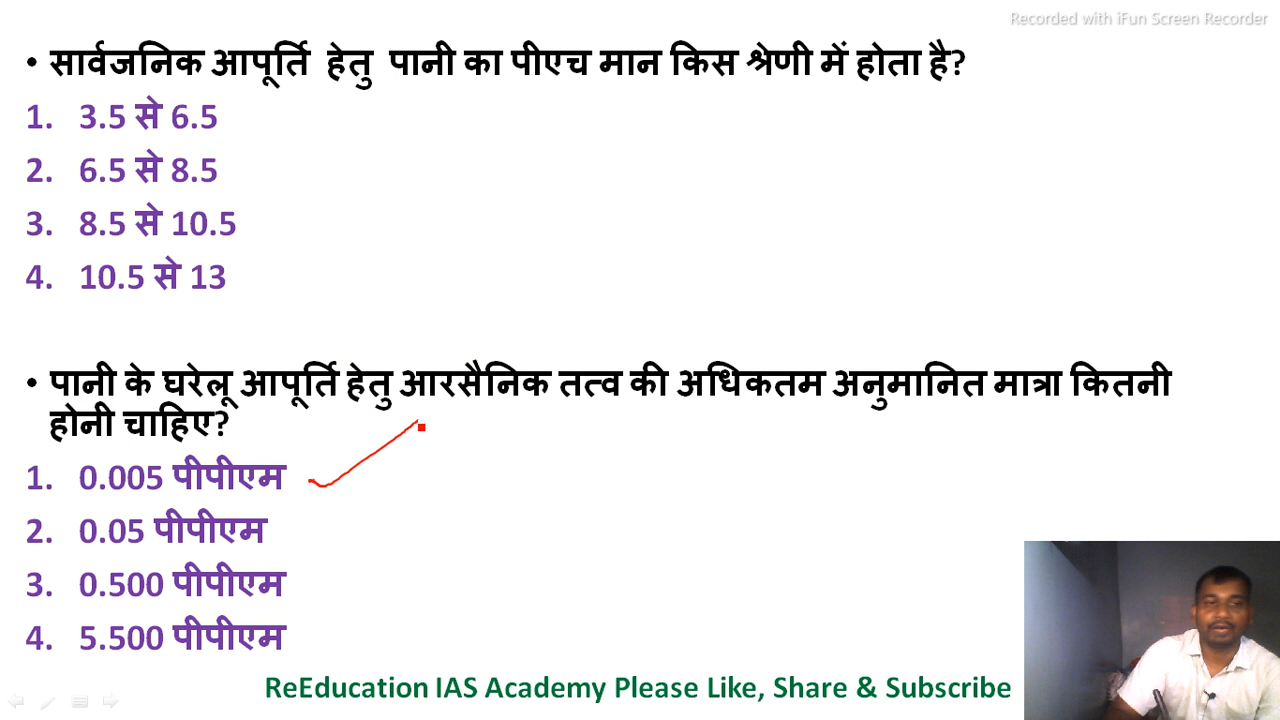 Recorded with iFun Screen Recorder
• सार्वजनिक आपूर्ति हेतु पानी का पीएच मान किस श्रेणी में होता है?
1. 3.5 से 6.5
2. 6.5 से 8.5
3. 8.5 से 10.5
4. 10.5 से 13
• पानी के घरेलू आपूर्ति हेतु आरसैनिक तत्व की अधिकतम अनुमानित मात्रा कितनी
होनी चाहिए?
1. 0.005 पीपीएम
2. 0.05 पीपीएम
3. 0.500 पीपीएम
4. 5.500 पीपीएम
ReEducation IAS Academy Please Like, Share & Subscribe